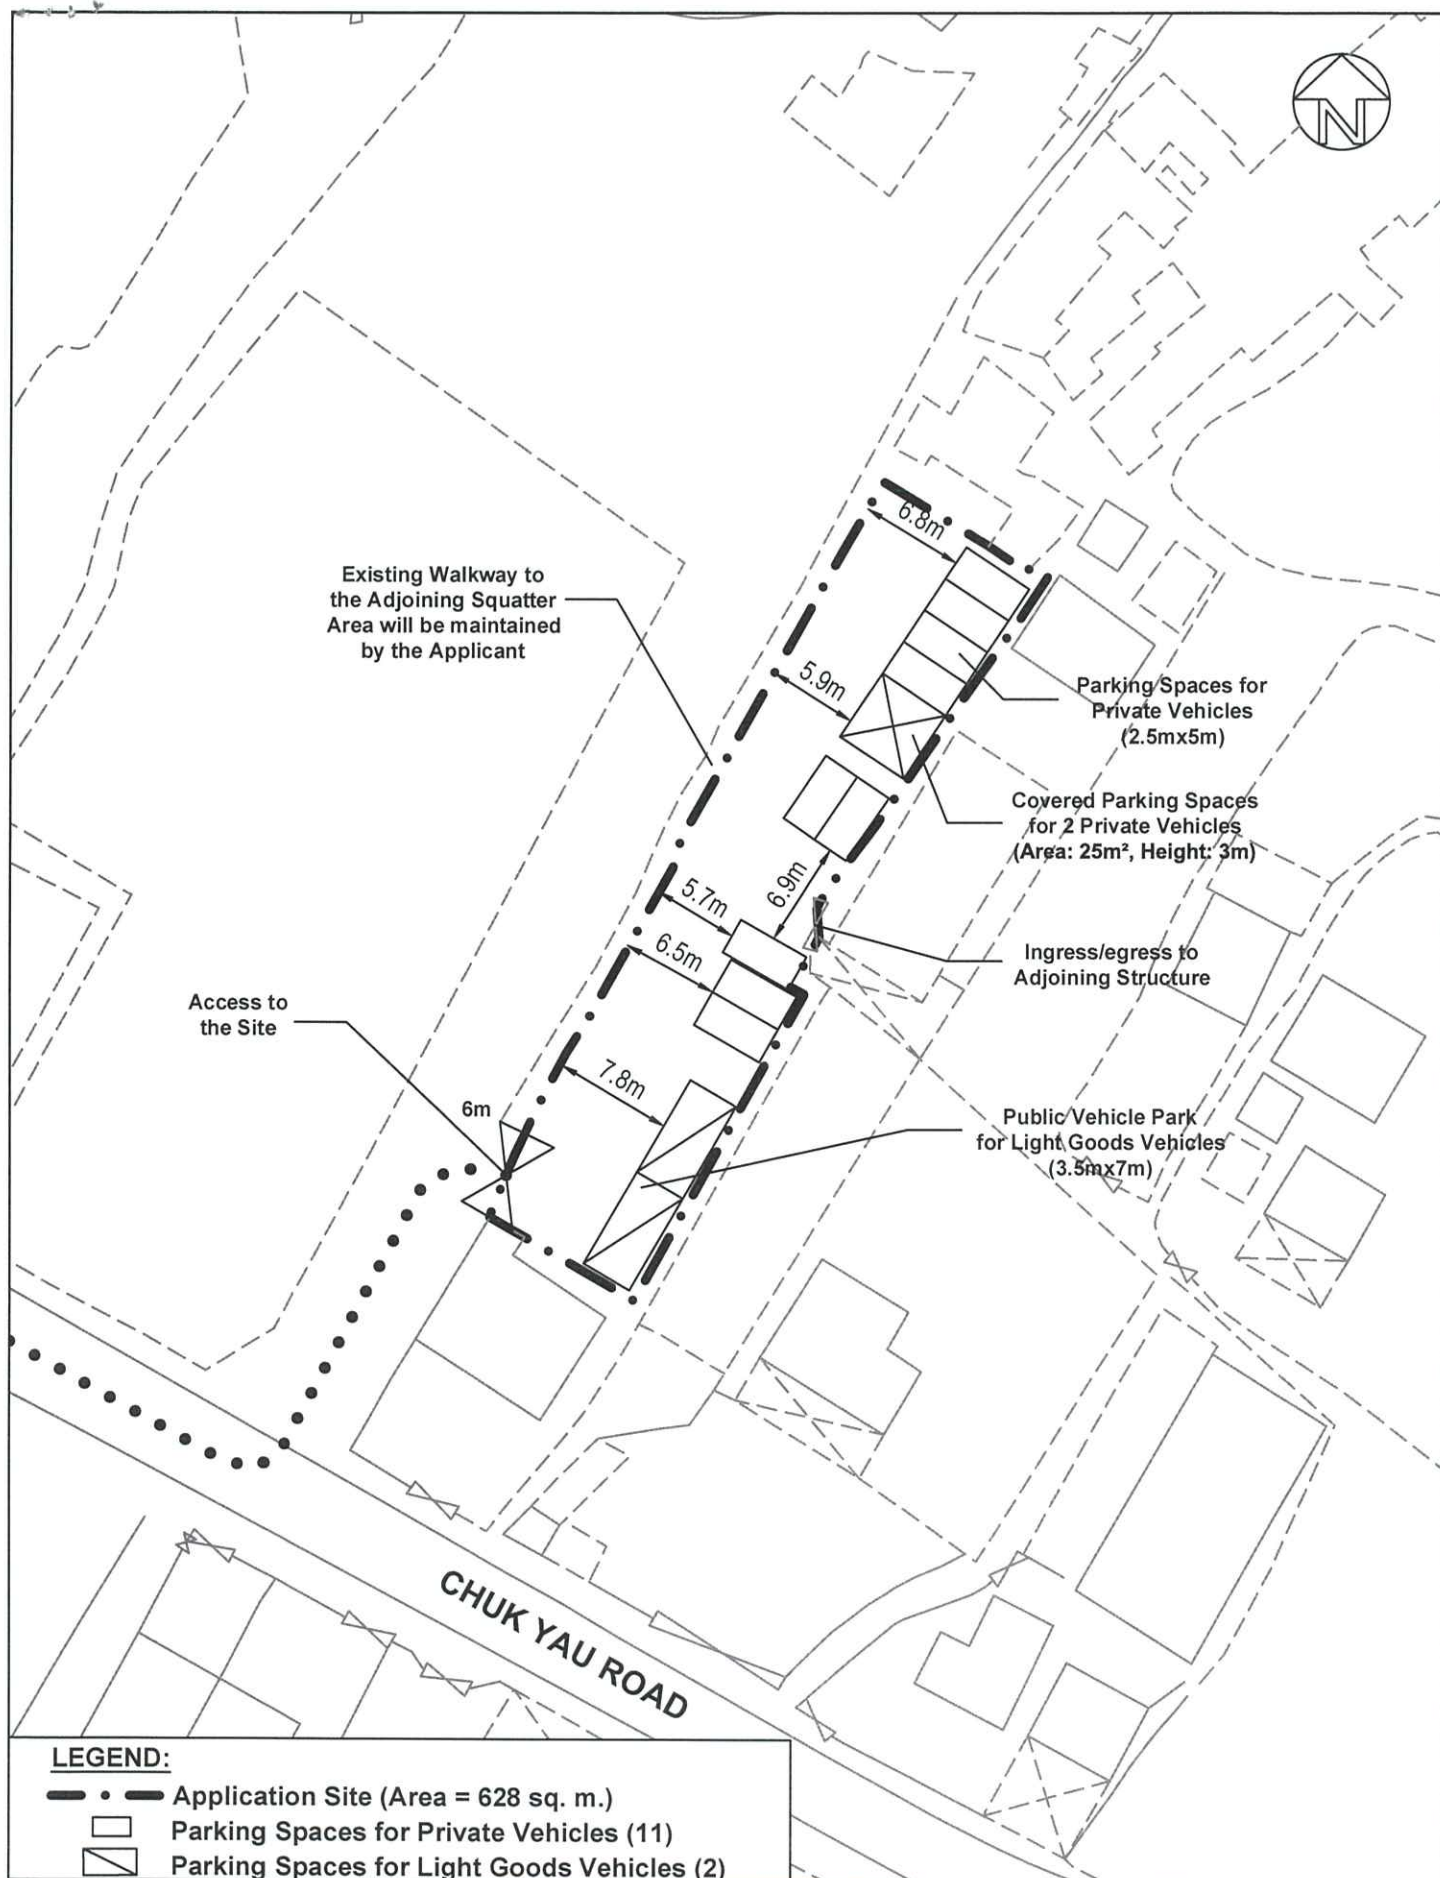 N
6.8m
Existing Walkway to
the Adjoining Squatter
Area will be maintained
by the Applicant
5.9m
Parking Spaces for
Private Vehicles
(2.5mx5m)
Covered Parking Spaces
for 2 Private Vehicles
(Area: 25m², Height: 3m)
6.9m
5.7m
6.5m
Ingress/egress to
Adjoining Structure
Access to
the Site
7.8m
6m
Public Vehicle Park
for Light Goods Vehicles
(3.5mx7m)
CHUK YAU ROAD
LEGEND:
Application Site (Area = 628 sq. m.)
Parking Spaces for Private Vehicles (11)
Parking Spaces for Light Goods Vehicles (2)